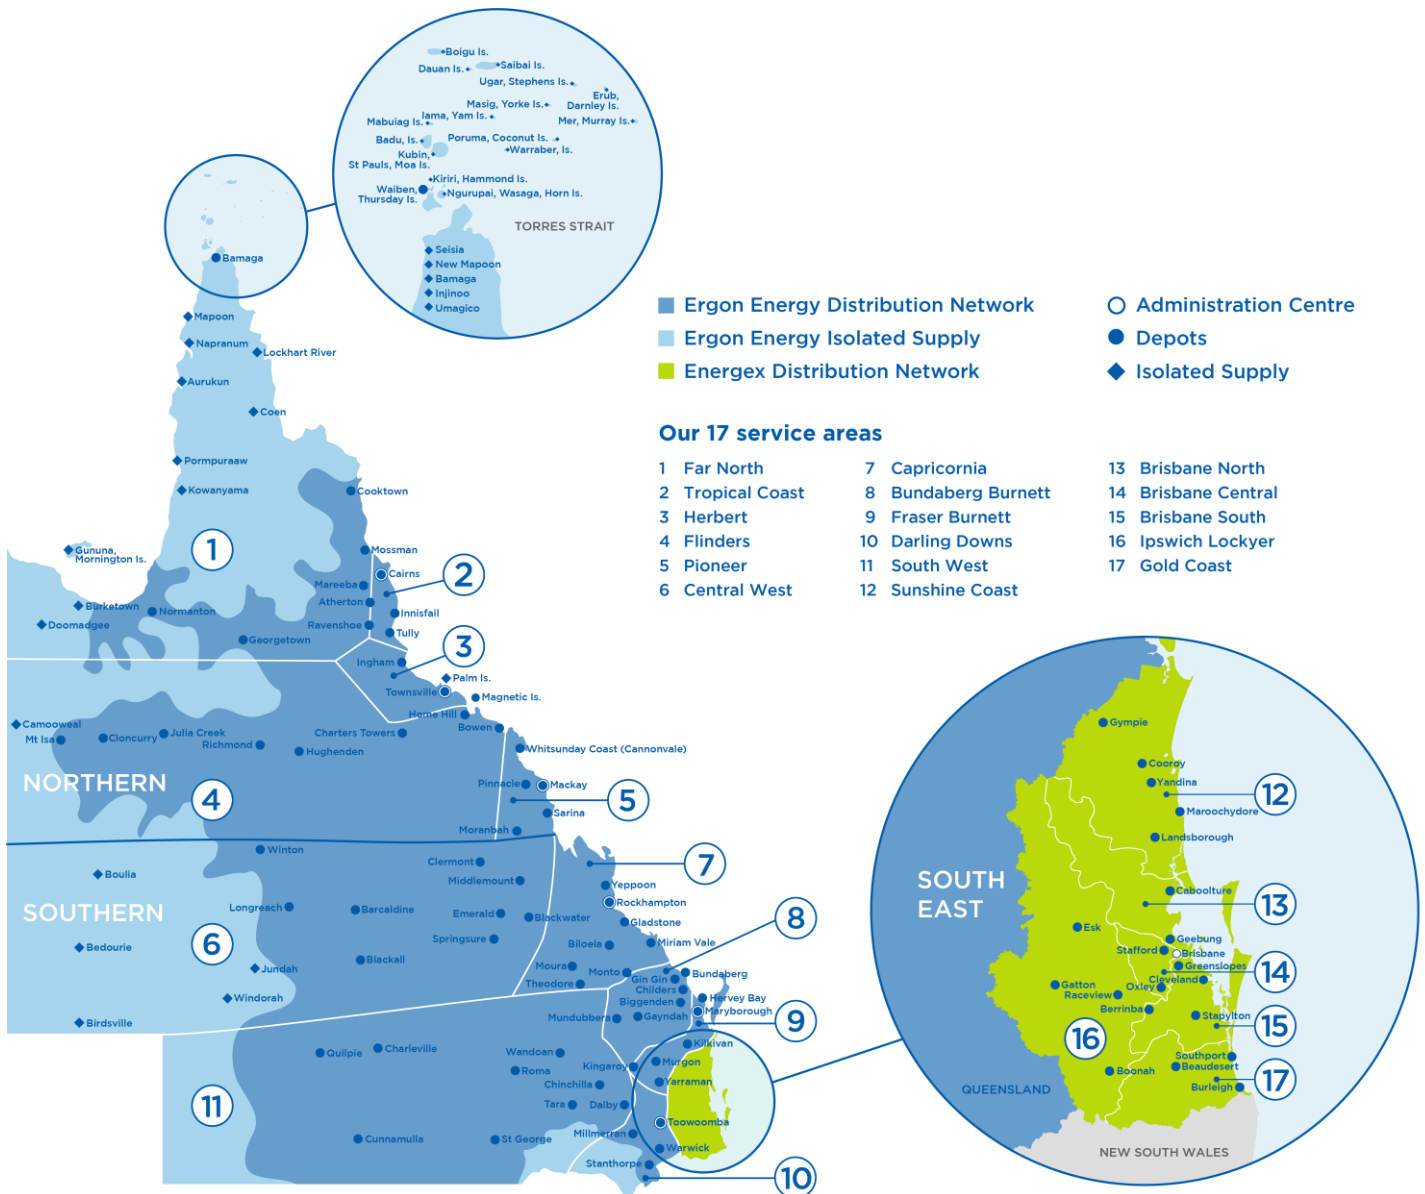 Boigu Is.
Dauan Is.
Saibai Is.
Ugar, Stephens Is.
Erub,
Darnley Is.
Masig, Yorke Is.
Iama, Yam Is.
Mabuiag Is.
Mer, Murray Is.
Badu, Is.
Poruma, Coconut Is.
Warraber, Is.
Kubin,
St Pauls, Moa Is.
Kiriri, Hammond Is.
Waiben,
Thursday Is.
Ngurupai, Wasaga, Horn Is.
TORRES STRAIT
Seisia
New Mapoon
Bamaga
Injinoo
Umagico
Bamaga
Mapoon
Napranum
Lockhart River
Aurukun
Coen
Pormpuraaw
Kowanyama
Cooktown
1
Gununa,
Mornington Is.
Mossman
Cairns
2
Mareeba
Burketown
Normanton
Atherton
Innisfail
Doomadgee
Ravenshoe
Tully
Georgetown
3
Ingham
Palm Is.
Townsville
Magnetic Is.
Home Hill
Camooweal
Bowen
Mt Isa
Cloncurry
Julia Creek
Richmond
Charters Towers
Hughenden
Whitsunday Coast (Cannonvale)
NORTHERN
Pinnacle
Mackay
4
5
Sarina
Moranbah
Winton
Clermont
7
Boulia
Middlemount
Yeppoon
SOUTHERN
Longreach
Barcaldine
Emerald
Blackwater
Rockhampton
Gladstone
8
6
Bedourie
Springsure
Biloela
Miriam Vale
Jundah
Blackall
Moura
Monto
Bundaberg
Gin Gin
Theodore
Childers
Windorah
Biggenden
Hervey Bay
Maryborough
Birdsville
Mundubbera
Gayndah
9
Kilkivan
Quilpie
Charleville
Wandoan
Murgon
Roma
Kingaroy
Chinchilla
Yarraman
11
Tara
Dalby
Toowoomba
Cunnamulla
St George
Millmerran
Warwick
Stanthorpe
10
Ergon Energy Distribution Network
Ergon Energy Isolated Supply
Energex Distribution Network
Administration Centre
Depots
Isolated Supply
Our 17 service areas
1 Far North
2 Tropical Coast
3 Herbert
4 Flinders
5 Pioneer
6 Central West
7 Capricornia
8 Bundaberg Burnett
9 Fraser Burnett
10 Darling Downs
11 South West
12 Sunshine Coast
13 Brisbane North
14 Brisbane Central
15 Brisbane South
16 Ipswich Lockyer
17 Gold Coast
Gympie
Cooroy
Yandina
12
Maroochydore
Landsborough
SOUTH
EAST
Caboolture
13
Esk
Geebung
Stafford
Brisbane
Greenslopes
14
Cleveland
Gatton
Oxley
Raceview
Berrinba
Stapylton
15
16
Southport
Boonah
Beaudesert
17
Burleigh
QUEENSLAND
NEW SOUTH WALES